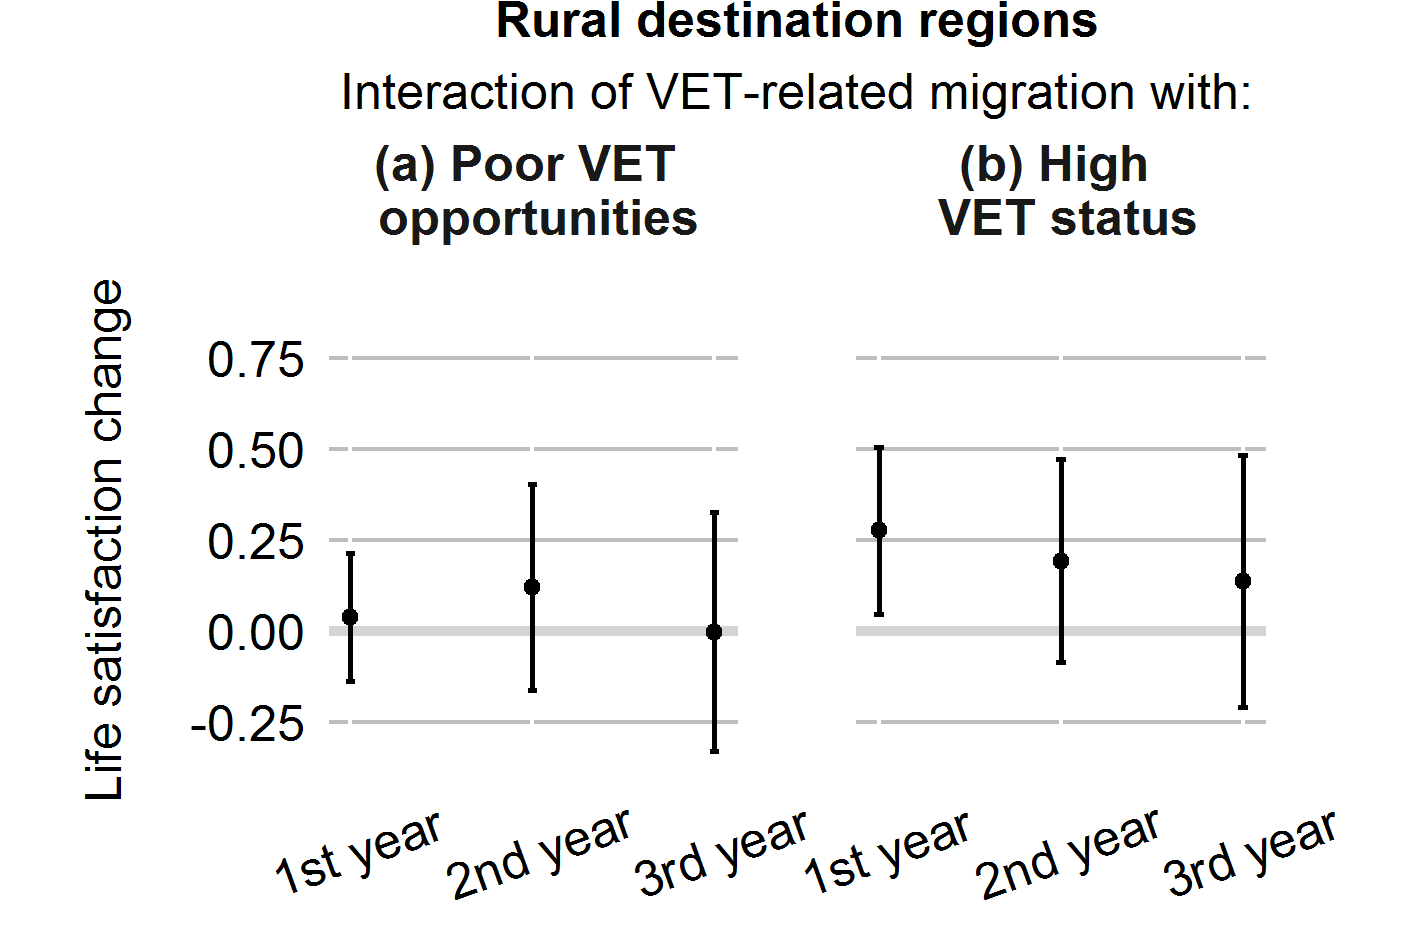 Rural destination regions
Interaction of VET-related migration with:
(a) Poor VET
opportunities
(b) High
VET status
Life satisfaction change
0.75
0.50
0.25
0.00
-0.25
1st year
2nd year
3rd year
1st year
2nd year
3rd year